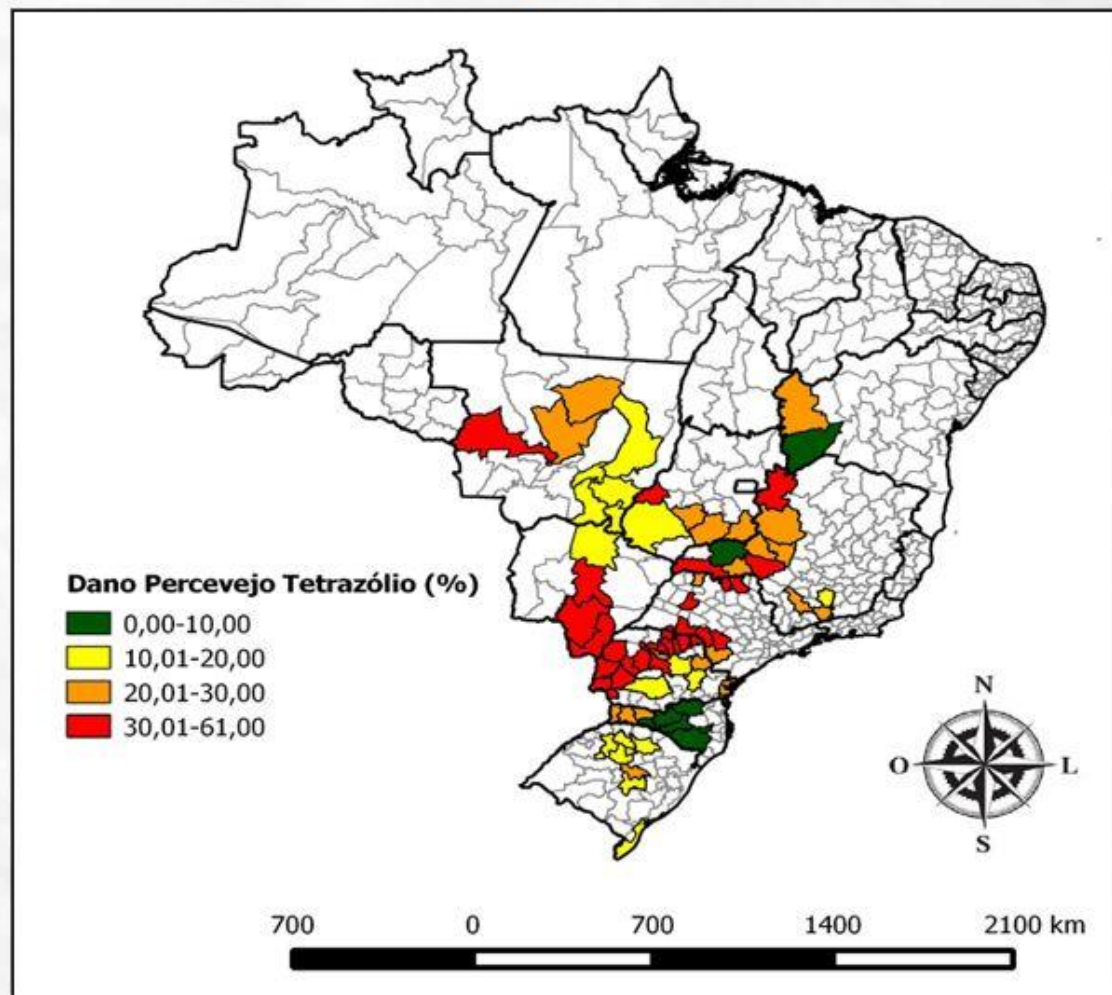 Dano Percevejo Tetrazólio (%)
0,00-10,00
10,01-20,00
20,01-30,00
30,01-61,00
N
O L
S
700 0 700 1400 2100 km